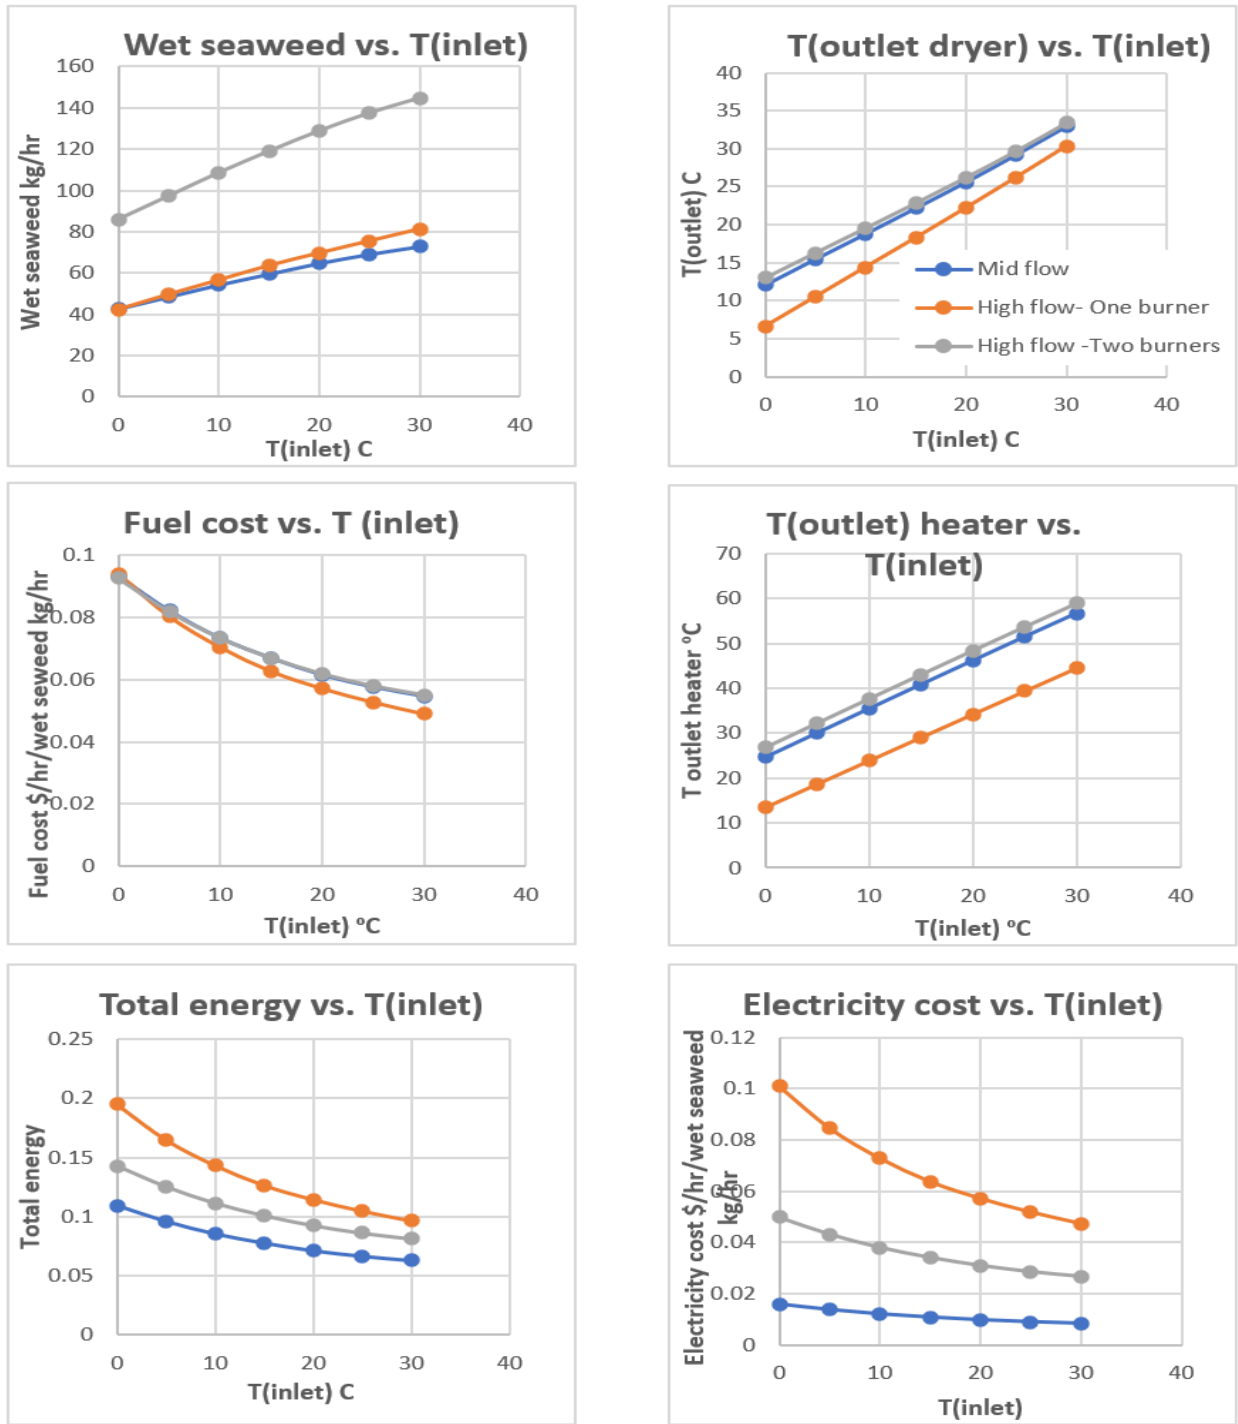 Wet seaweed vs. T(inlet)
160
140
120
100
80
60
40
20
0
Wet seaweed kg/hr
0 10 20 30 40
T(inlet) C
T(outlet dryer) vs. T(inlet)
40
35
30
25
20
15
10
5
0
T(outlet) C
Mid flow
High flow- One burner
High flow -Two burners
0 10 20 30 40
T(inlet) C
Fuel cost vs. T (inlet)
0.1
0.08
0.06
0.04
0.02
0
Fuel cost $/hr/wet seweed kg/hr
0 10 20 30 40
T(inlet) ºC
T(outlet) heater vs.
T(inlet)
70
60
50
40
30
20
10
0
T outlet heater ºC
0 10 20 30 40
T(inlet) ºC
Total energy vs. T(inlet)
0.25
0.2
0.15
0.1
0.05
0
Total energy
0 10 20 30 40
T(inlet) C
Electricity cost vs. T(inlet)
0.12
0.1
0.08
0.06
0.04
0.02
0
Electricity cost $/hr/wet seaweed
kg/hr
0 10 20 30 40
T(inlet)